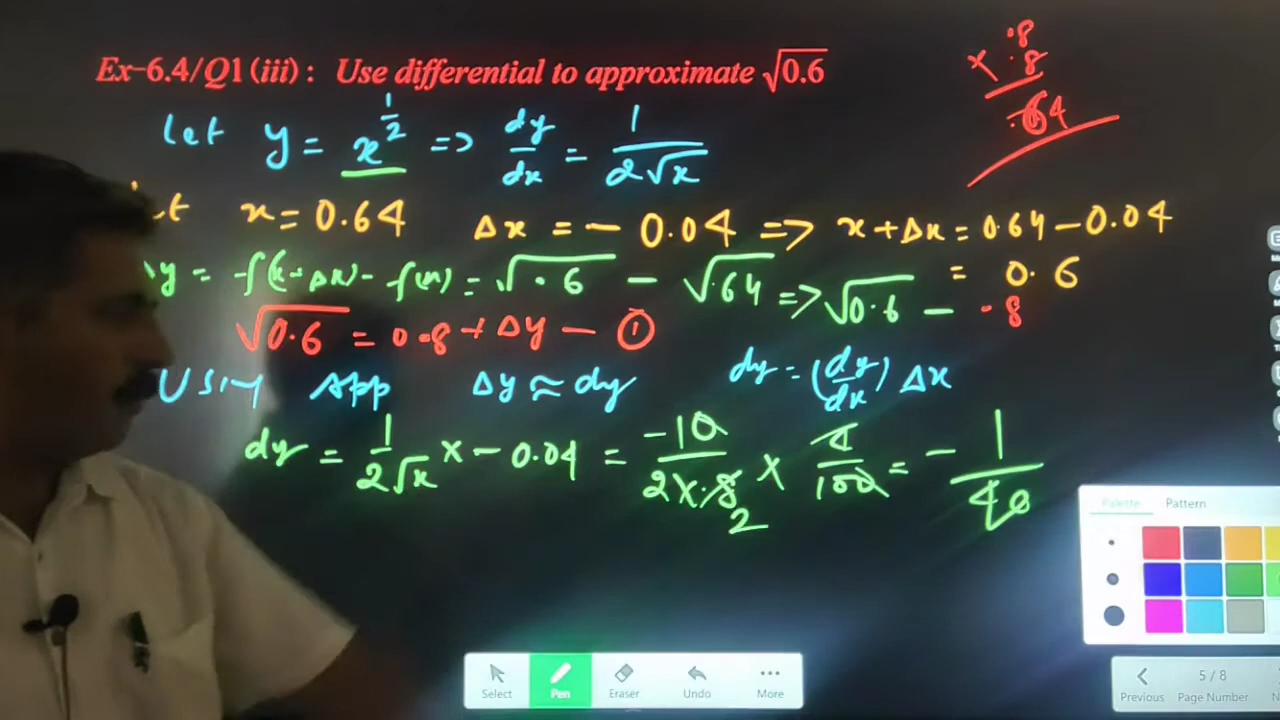 Ex-6.4/Q1(iii) : Use differential to approximate √0.6
.8
× .8
.64
Let y = x^(1/2) => dy/dx = 1/(2√x)
x = 0.64 Δx = - 0.04 => x+Δx = 0.64-0.04
= 0.6
y = f(x+Δx) - f(x) = √.6 - √.64 => √0.6 - .8
√0.6 = 0.8 + Δy - ①
Using App Δy ≈ dy dy = (dy/dx) Δx
dy = 1/(2√x) × - 0.04 = -10/(2×.8) × 4/100 = - 1/40
2
Palette Pattern
Select Pen Eraser Undo More
Previous 5 / 8 Page Number